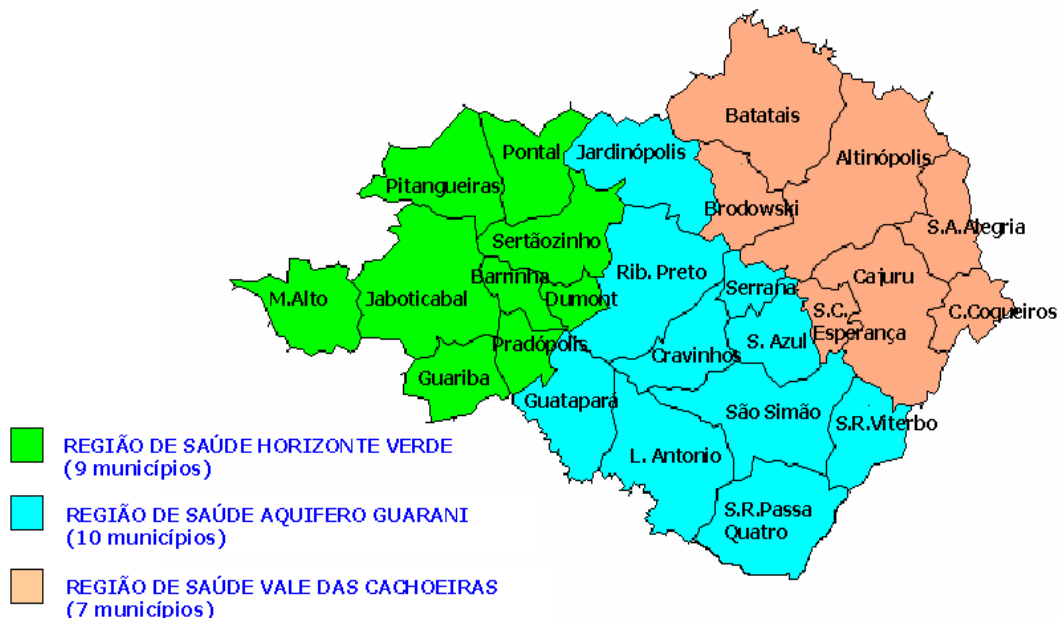 Batatais
Pontal
Jardinópolis
Altinópolis
Pitangueiras
Brodowski
S.A.Alegria
Sertãozinho
Barrinha
Rib. Preto
Serrana
Cajuru
M.Alto
Jaboticabal
Dumont
S.C.
Esperança
C.Coqueiros
Pradópolis
Cravinhos
S. Azul
Guariba
Guatapará
São Simão
S.R.Viterbo
L. Antonio
S.R.Passa
Quatro
REGIÃO DE SAÚDE HORIZONTE VERDE
(9 municípios)
REGIÃO DE SAÚDE AQUIFERO GUARANI
(10 municípios)
REGIÃO DE SAÚDE VALE DAS CACHOEIRAS
(7 municípios)